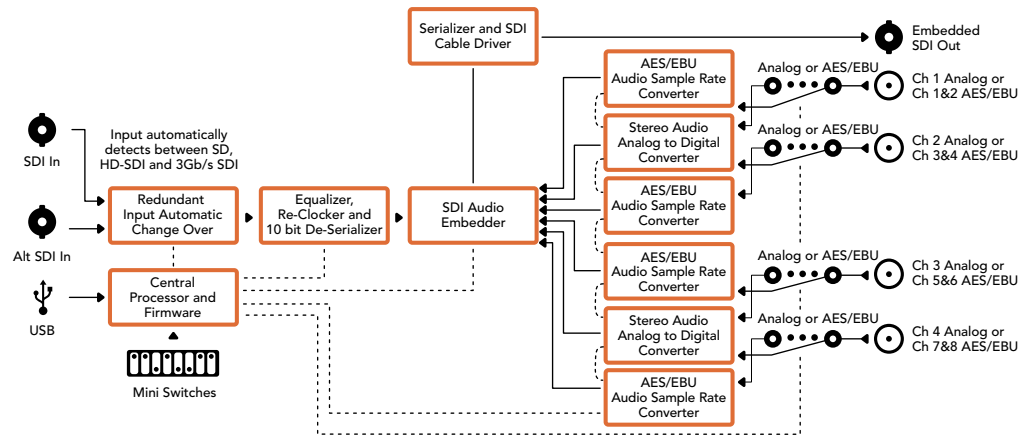 Serializer and SDI
Cable Driver
Embedded
SDI Out
SDI In
Input automatically
detects between SD,
HD-SDI and 3Gb/s SDI
Alt SDI In
Redundant
Input Automatic
Change Over
Equalizer,
Re-Clocker and
10 bit De-Serializer
SDI Audio
Embedder
USB
Central
Processor and
Firmware
Mini Switches
AES/EBU
Audio Sample Rate
Converter
Stereo Audio
Analog to Digital
Converter
AES/EBU
Audio Sample Rate
Converter
AES/EBU
Audio Sample Rate
Converter
Stereo Audio
Analog to Digital
Converter
AES/EBU
Audio Sample Rate
Converter
Analog or AES/EBU
Ch 1 Analog or
Ch 1&2 AES/EBU
Analog or AES/EBU
Ch 2 Analog or
Ch 3&4 AES/EBU
Analog or AES/EBU
Ch 3 Analog or
Ch 5&6 AES/EBU
Analog or AES/EBU
Ch 4 Analog or
Ch 7&8 AES/EBU